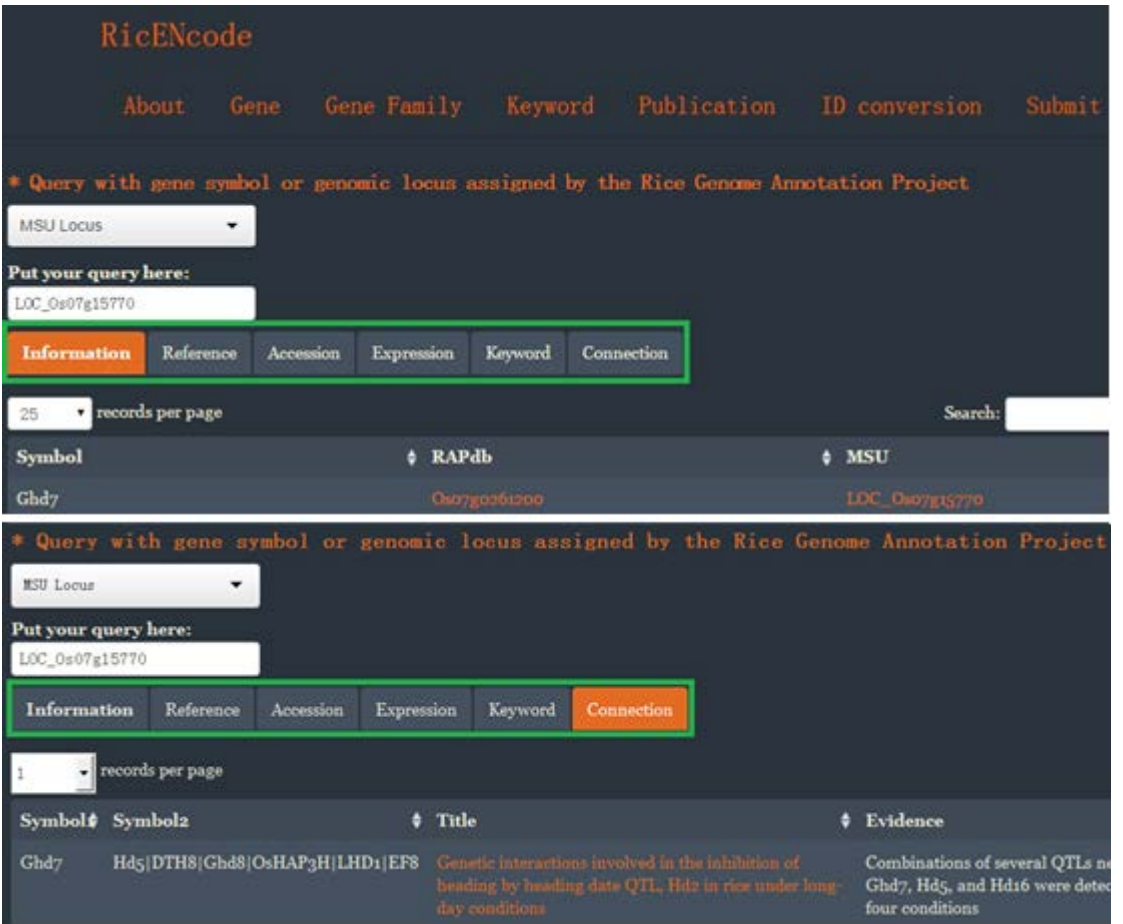 RicENcode
About Gene Gene Family Keyword Publication ID conversion Submit
* Query with gene symbol or genomic locus assigned by the Rice Genome Annotation Project
MSU Locus
Put your query here:
LOC_Os07g15770
Information Reference Accession Expression Keyword Connection
25 records per page Search:
Symbol RAPdb MSU
Ghd7 Os07g0261200 LOC_Os07g15770
* Query with gene symbol or genomic locus assigned by the Rice Genome Annotation Project
MSU Locus
Put your query here:
LOC_Os07g15770
Information Reference Accession Expression Keyword Connection
1 records per page
Symbol Symbol2 Title Evidence
Ghd7 Hd5|DTH8|Ghd8|OsHAP3H|LHD1|EF8 Genetic interactions involved in the inhibition of Combinations of several QTLs ne
heading by heading date QTL, Hd2 in rice under long- Ghd7, Hd5, and Hd16 were detec
day conditions four conditions